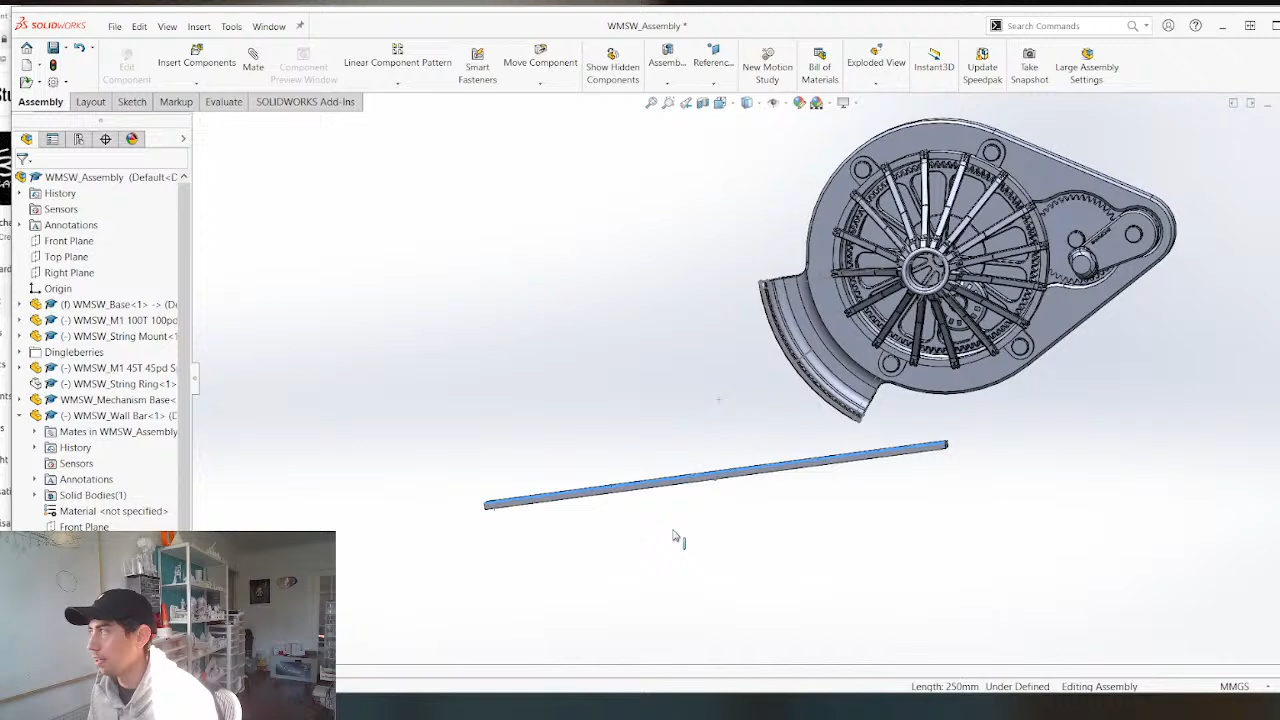 SOLIDWORKS File Edit View Insert Tools Window WMSW_Assembly * Search Commands
Edit Component Insert Components Mate Component Preview Window Linear Component Pattern Smart Fasteners Move Component Show Hidden Components Assemb... Referenc... New Motion Study Bill of Materials Exploded View Instant3D Update Speedpak Take Snapshot Large Assembly Settings
Assembly Layout Sketch Markup Evaluate SOLIDWORKS Add-Ins
WMSW_Assembly (Default<D
History
Sensors
Annotations
Front Plane
Top Plane
Right Plane
Origin
(f) WMSW_Base<1> -> (De
(-) WMSW_M1 100T 100pd
(-) WMSW_String Mount<1
Dingleberries
(-) WMSW_M1 45T 45pd S
(-) WMSW_String Ring<1>
WMSW_Mechanism Base<
(-) WMSW_Wall Bar<1> (D
Mates in WMSW_Assembly
History
Sensors
Annotations
Solid Bodies(1)
Material <not specified>
Front Plane
Length: 250mm Under Defined Editing Assembly MMGS